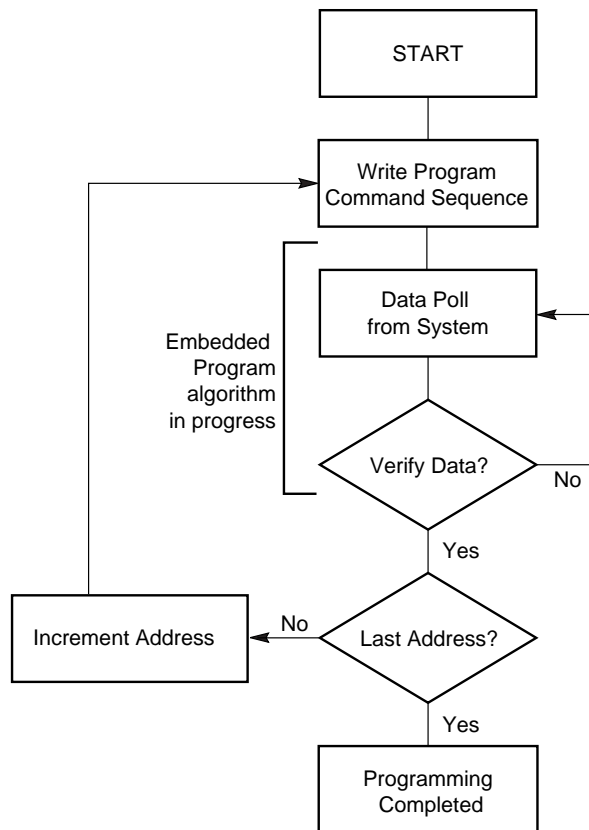 START
Write Program
Command Sequence
Data Poll
from System
Embedded
Program
algorithm
in progress
Verify Data?
No
Yes
Last Address?
No
Increment Address
Yes
Programming
Completed